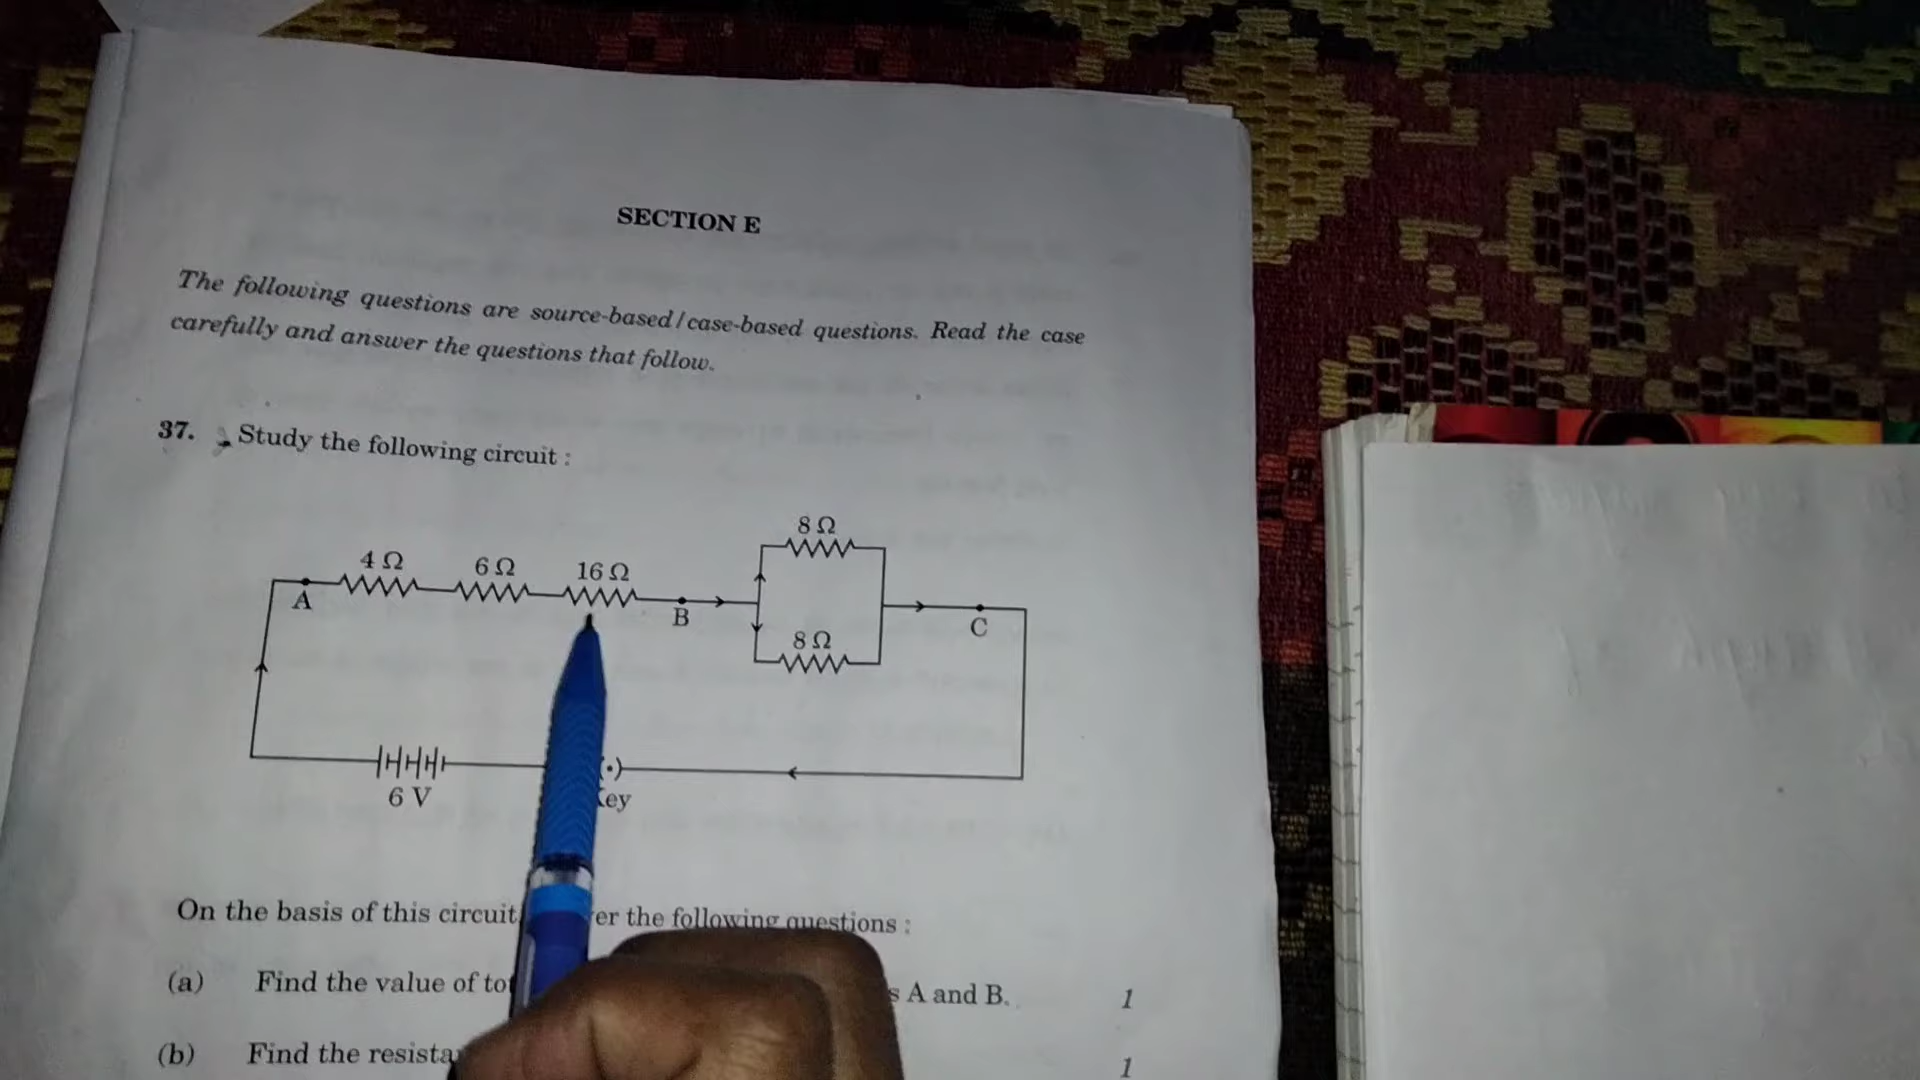 SECTION E
The following questions are source-based/case-based questions. Read the case
carefully and answer the questions that follow.
37. Study the following circuit :
8 Ω
4 Ω 6 Ω 16 Ω
A B C
8 Ω
6 V
(·)
ey
On the basis of this circuit er the following questions :
(a) Find the value of to s A and B. 1
(b) Find the resista 1